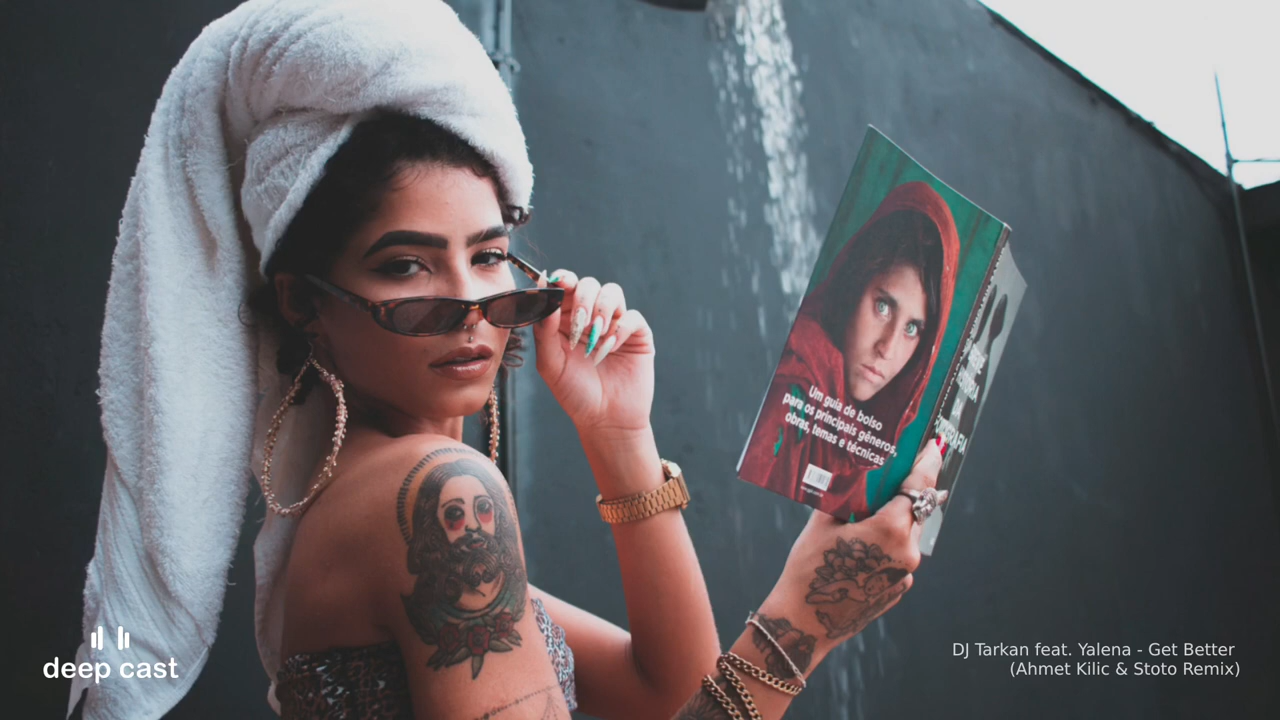 Um guia de bolso
para os principais gêneros,
obras, temas e técnicas
deep cast
DJ Tarkan feat. Yalena - Get Better
(Ahmet Kilic & Stoto Remix)